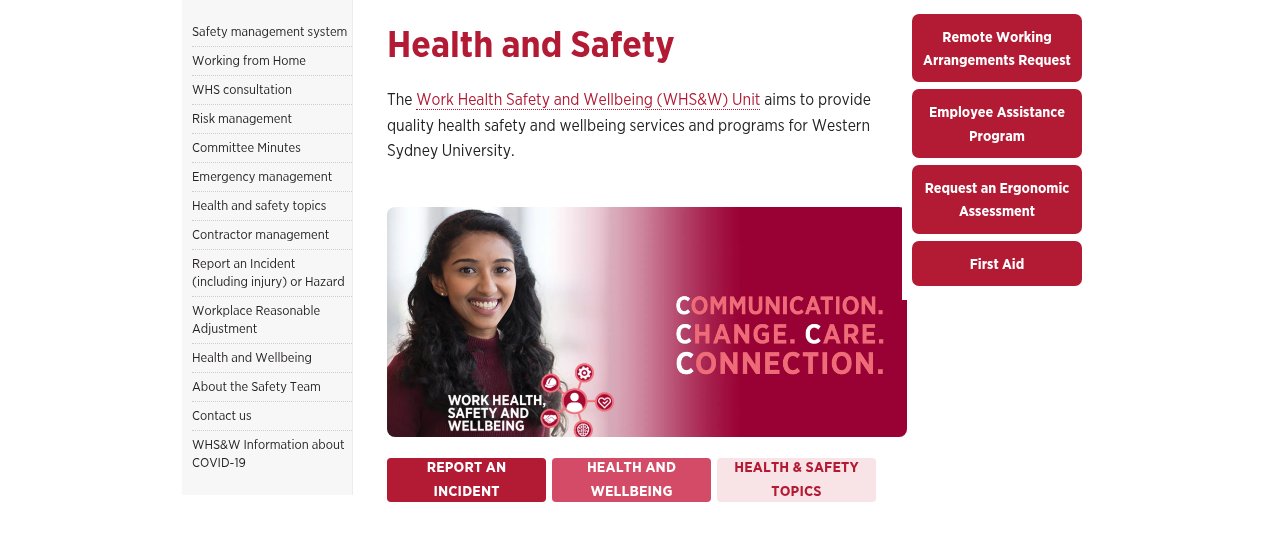 Safety management system
Working from Home
WHS consultation
Risk management
Committee Minutes
Emergency management
Health and safety topics
Contractor management
Report an Incident
(including injury) or Hazard
Workplace Reasonable
Adjustment
Health and Wellbeing
About the Safety Team
Contact us
WHS&W Information about
COVID-19
Health and Safety
The Work Health Safety and Wellbeing (WHS&W) Unit aims to provide
quality health safety and wellbeing services and programs for Western
Sydney University.
COMMUNICATION.
CHANGE. CARE.
CONNECTION.
WORK HEALTH,
SAFETY AND
WELLBEING
REPORT AN
INCIDENT
HEALTH AND
WELLBEING
HEALTH & SAFETY
TOPICS
Remote Working
Arrangements Request
Employee Assistance
Program
Request an Ergonomic
Assessment
First Aid